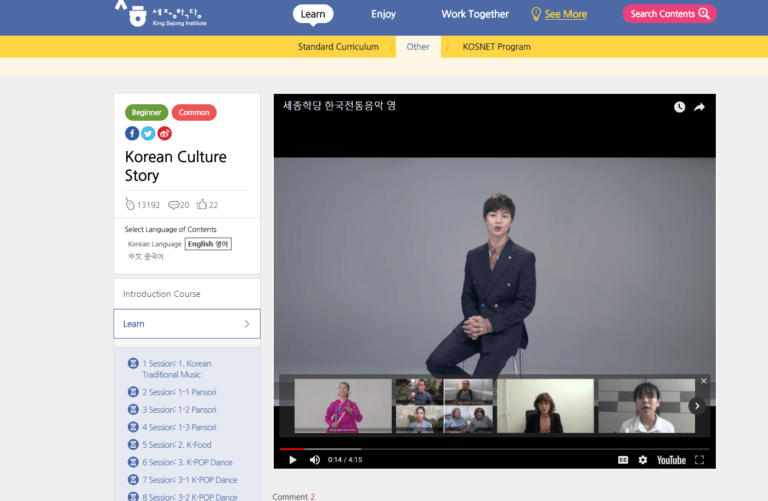 세종학당
King Sejong Institute
Learn
Enjoy
Work Together
See More
Search Contents
Standard Curriculum / Other / KOSNET Program
Beginner
Common
Korean Culture
Story
13192 20 22
Select Language of Contents
Korean Language English 영어
中文 중국어
Introduction Course
Learn
1 Session: 1. Korean
Traditional Music
2 Session: 1-1 Pansori
3 Session: 1-2 Pansori
4 Session: 1-3 Pansori
5 Session: 2. K-Food
6 Session: 3. K-POP Dance
7 Session: 3-1 K-POP Dance
8 Session: 3-2 K-POP Dance
세종학당 한국전통음악 영
0:14 / 4:15
CC
YouTube
Comment 2